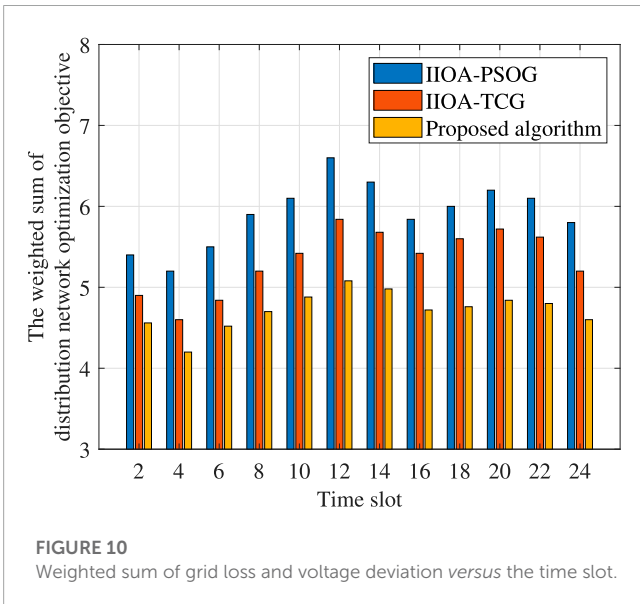 8
7
6
5
4
3
The weighted sum of
distribution network optimization objective
IIOA-PSOG
IIOA-TCG
Proposed algorithm
2 4 6 8 10 12 14 16 18 20 22 24
Time slot
FIGURE 10
Weighted sum of grid loss and voltage deviation versus the time slot.